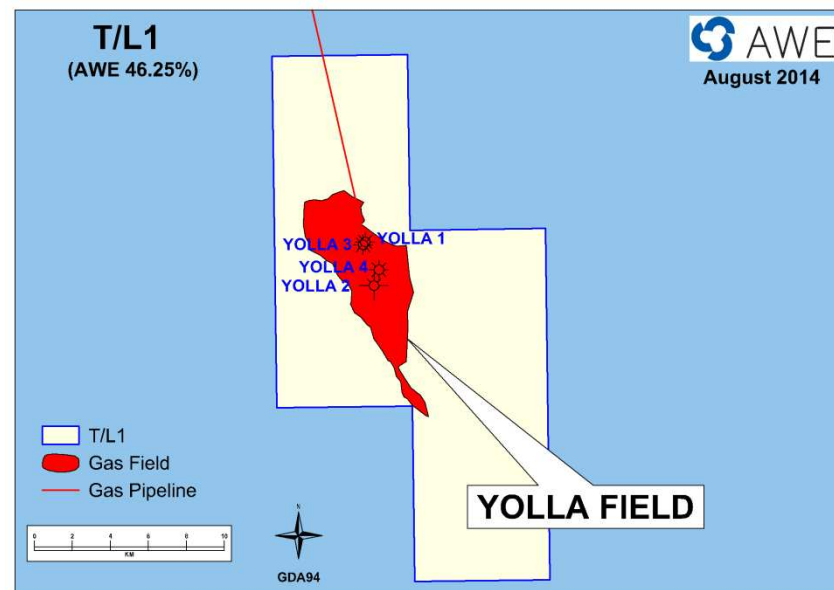 T/L1
(AWE 46.25%)
AWE
August 2014
YOLLA 1
YOLLA 3
YOLLA 4
YOLLA 2
T/L1
Gas Field
Gas Pipeline
YOLLA FIELD
0 2 4 6 8 10
KM
N
GDA94